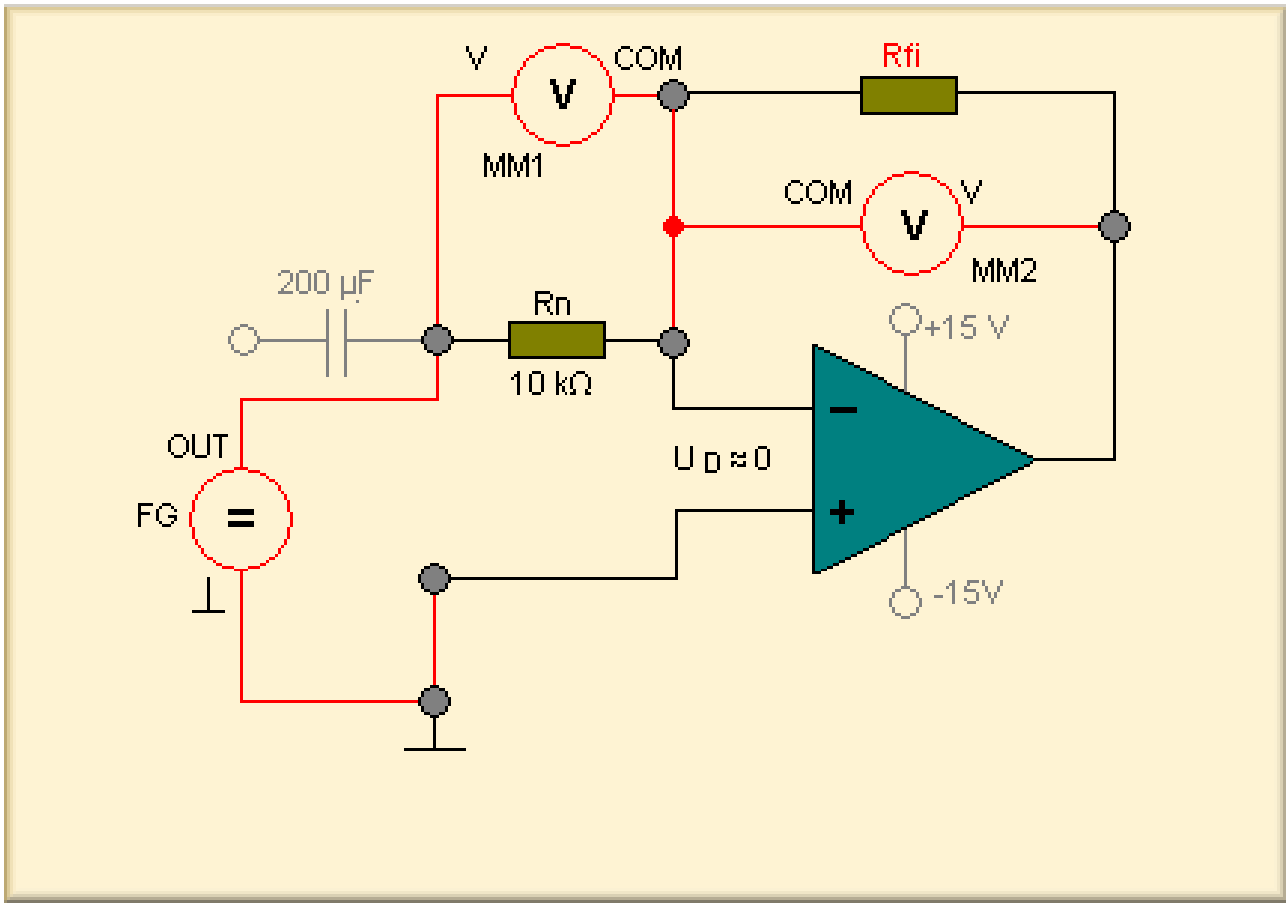 V
COM
Rfi
V
MM1
COM
V
V
MM2
200 µF
Rn
+15 V
10 kΩ
−
OUT
U D ≈ 0
FG
=
+
-15V